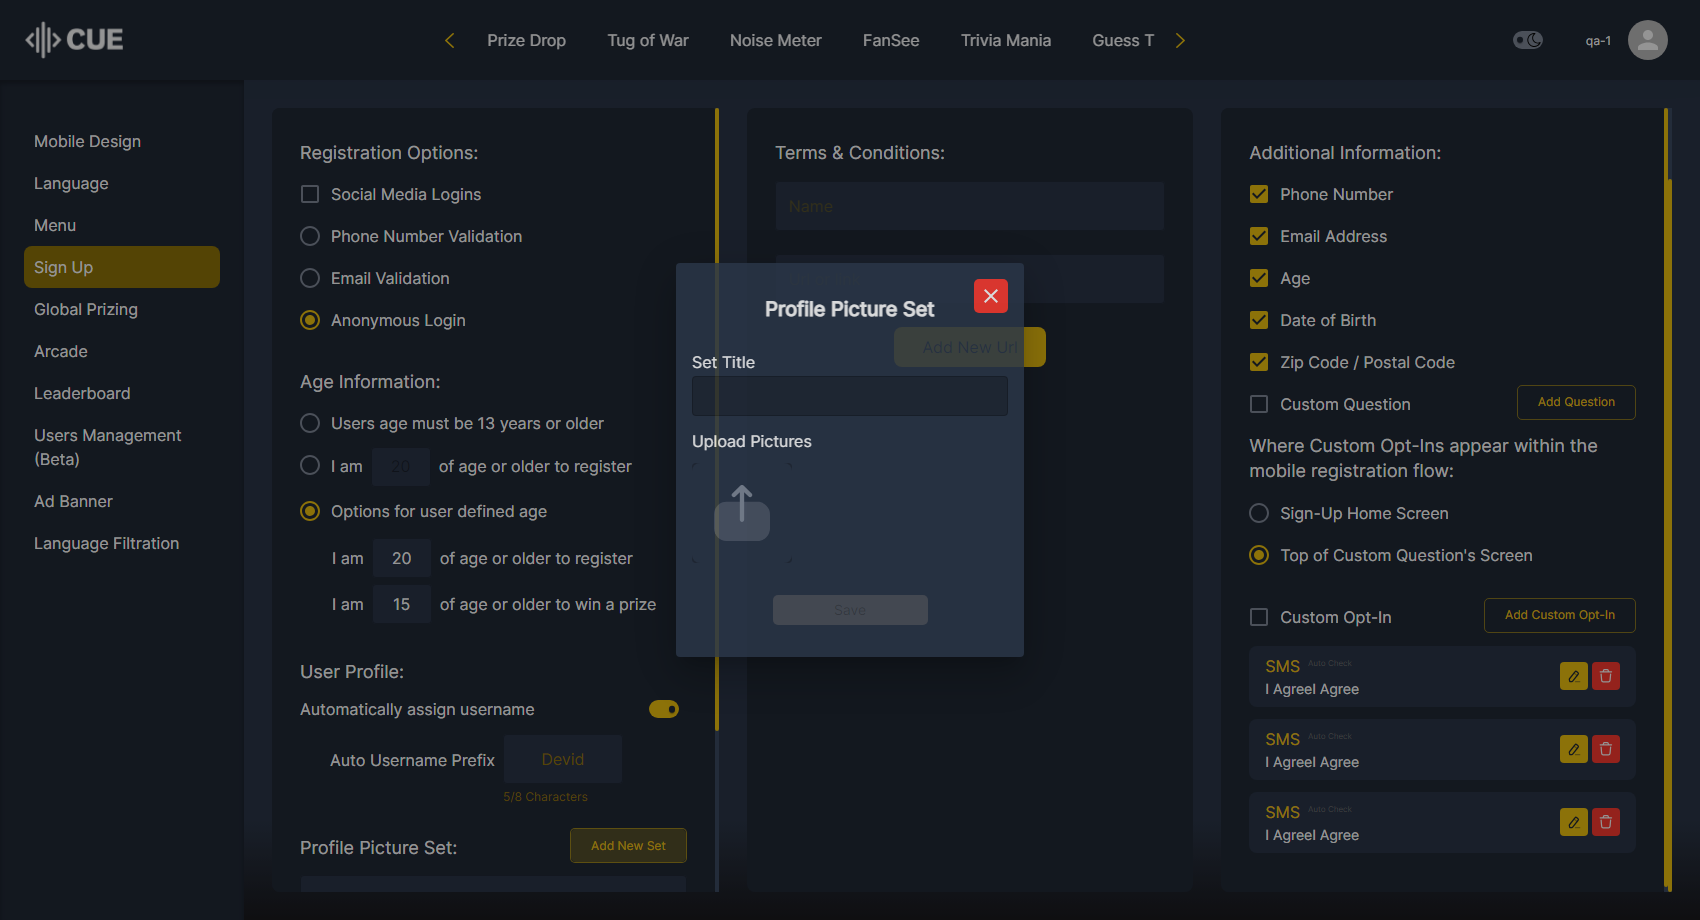 CUE
Prize Drop
Tug of War
Noise Meter
FanSee
Trivia Mania
Guess T
qa-1
Mobile Design
Language
Menu
Sign Up
Global Prizing
Arcade
Leaderboard
Users Management
(Beta)
Ad Banner
Language Filtration
Registration Options:
Social Media Logins
Phone Number Validation
Email Validation
Anonymous Login
Age Information:
Users age must be 13 years or older
I am 20 of age or older to register
Options for user defined age
I am 20 of age or older to register
I am 15 of age or older to win a prize
User Profile:
Automatically assign username
Auto Username Prefix Devid
5/8 Characters
Profile Picture Set:
Add New Set
Terms & Conditions:
Name
Add New Url
Profile Picture Set
Set Title
Upload Pictures
Save
Additional Information:
Phone Number
Email Address
Age
Date of Birth
Zip Code / Postal Code
Custom Question
Add Question
Where Custom Opt-Ins appear within the
mobile registration flow:
Sign-Up Home Screen
Top of Custom Question's Screen
Custom Opt-In
Add Custom Opt-In
SMS Auto Check
I AgreeI Agree
SMS Auto Check
I AgreeI Agree
SMS Auto Check
I AgreeI Agree